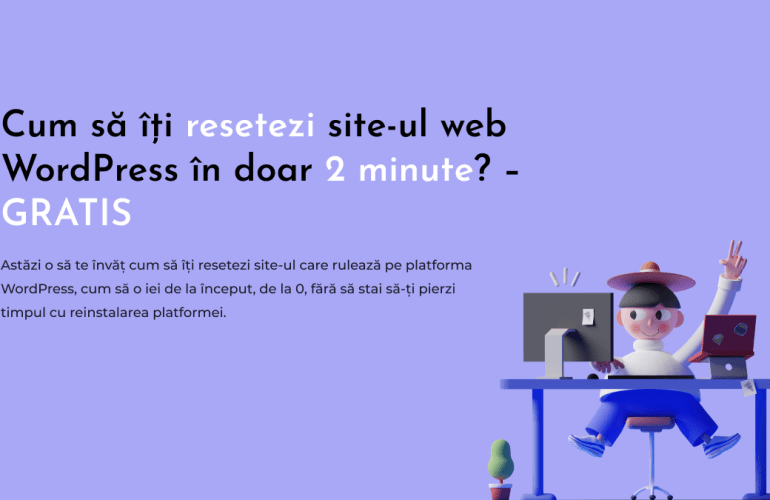 Cum să îți resetezi site-ul web
WordPress în doar 2 minute? –
GRATIS
Astăzi o să te învăț cum să îți resetezi site-ul care rulează pe platforma
WordPress, cum să o iei de la început, de la 0, fără să stai să-ți pierzi
timpul cu reinstalarea platformei.